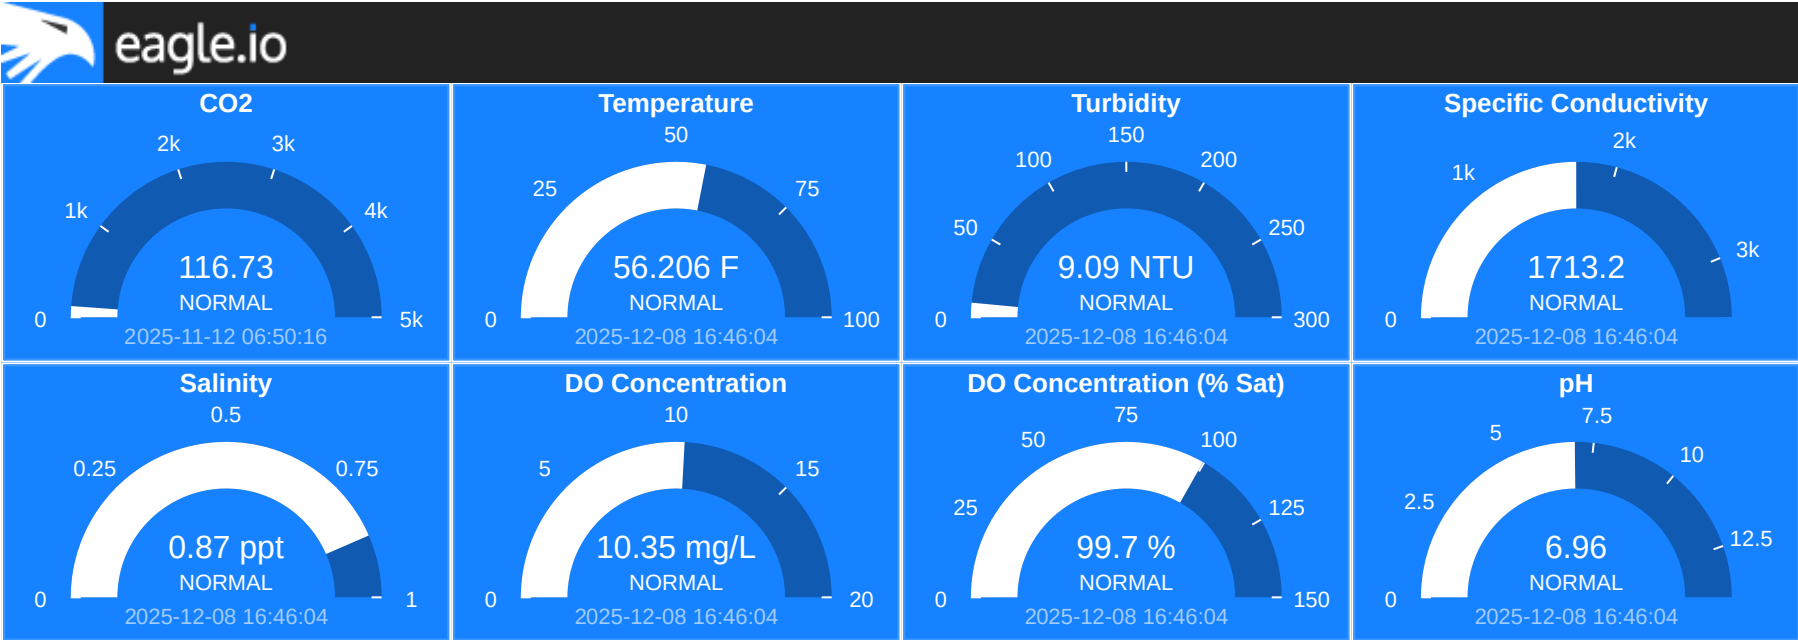 eagle.io
CO2
2k 3k
1k 4k
116.73
NORMAL
0 5k
2025-11-12 06:50:16
Temperature
50
25 75
56.206 F
NORMAL
0 100
2025-12-08 16:46:04
Turbidity
150
100 200
50 250
9.09 NTU
NORMAL
0 300
2025-12-08 16:46:04
Specific Conductivity
2k
1k
3k
1713.2
NORMAL
0
2025-12-08 16:46:04
Salinity
0.5
0.25 0.75
0.87 ppt
NORMAL
0 1
2025-12-08 16:46:04
DO Concentration
10
5 15
10.35 mg/L
NORMAL
0 20
2025-12-08 16:46:04
DO Concentration (% Sat)
75
50 100
25 125
99.7 %
NORMAL
0 150
2025-12-08 16:46:04
pH
7.5
5
10
2.5
12.5
6.96
NORMAL
0
2025-12-08 16:46:04